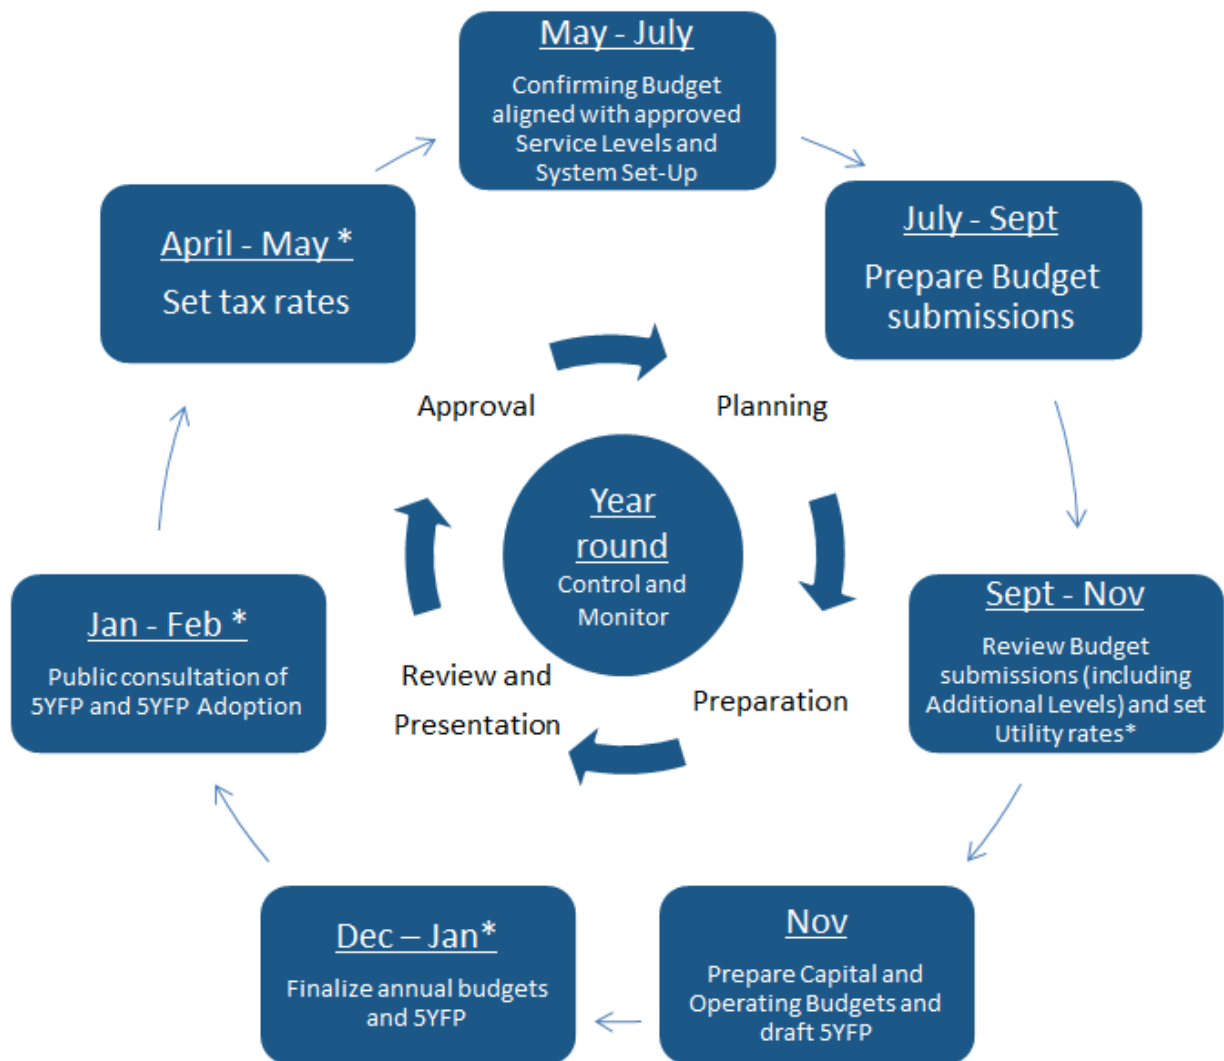 May - July
Confirming Budget
aligned with approved
Service Levels and
System Set-Up
July - Sept
Prepare Budget
submissions
Sept - Nov
Review Budget
submissions (including
Additional Levels) and set
Utility rates*
Nov
Prepare Capital and
Operating Budgets and
draft 5YFP
Dec – Jan*
Finalize annual budgets
and 5YFP
Jan - Feb *
Public consultation of
5YFP and 5YFP Adoption
April - May *
Set tax rates
Approval
Planning
Preparation
Review and
Presentation
Year
round
Control and
Monitor